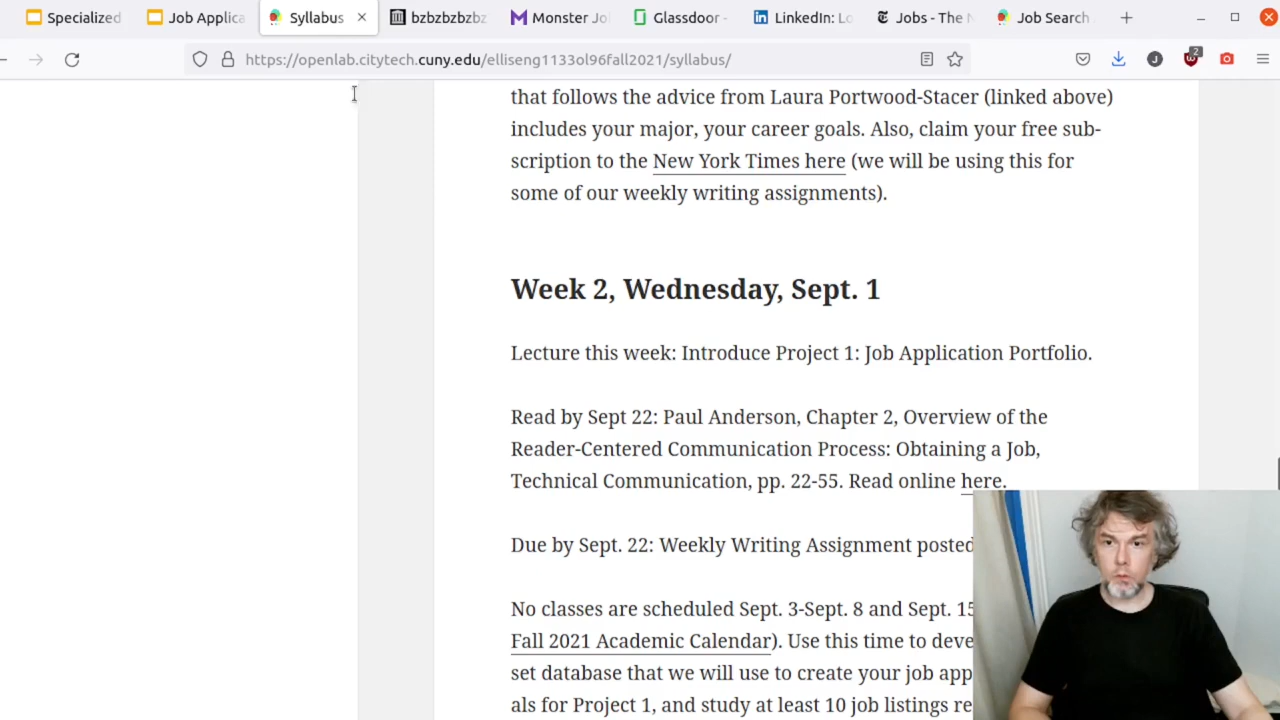 Specialized
Job Applica
Syllabus
bzbzbzbzbz
Monster Jo
Glassdoor -
LinkedIn: Lo
Jobs - The N
Job Search
https://openlab.citytech.cuny.edu/elliseng1133ol96fall2021/syllabus/
2
J
that follows the advice from Laura Portwood-Stacer (linked above)
includes your major, your career goals. Also, claim your free sub-
scription to the New York Times here (we will be using this for
some of our weekly writing assignments).
Week 2, Wednesday, Sept. 1
Lecture this week: Introduce Project 1: Job Application Portfolio.
Read by Sept 22: Paul Anderson, Chapter 2, Overview of the
Reader-Centered Communication Process: Obtaining a Job,
Technical Communication, pp. 22-55. Read online here.
Due by Sept. 22: Weekly Writing Assignment posted
No classes are scheduled Sept. 3-Sept. 8 and Sept. 15
Fall 2021 Academic Calendar). Use this time to deve
set database that we will use to create your job app
als for Project 1, and study at least 10 job listings re